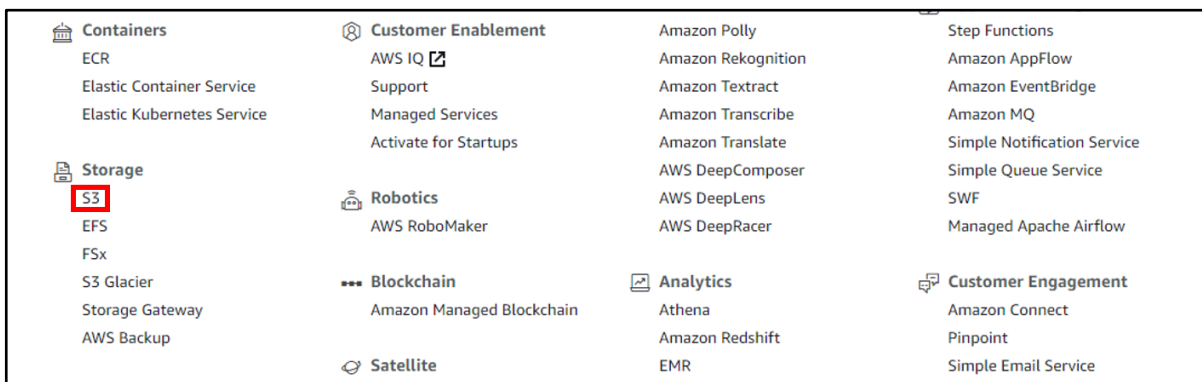 Containers
ECR
Elastic Container Service
Elastic Kubernetes Service
Storage
S3
EFS
FSx
S3 Glacier
Storage Gateway
AWS Backup
Customer Enablement
AWS IQ
Support
Managed Services
Activate for Startups
Robotics
AWS RoboMaker
Blockchain
Amazon Managed Blockchain
Satellite
Amazon Polly
Amazon Rekognition
Amazon Textract
Amazon Transcribe
Amazon Translate
AWS DeepComposer
AWS DeepLens
AWS DeepRacer
Analytics
Athena
Amazon Redshift
EMR
Step Functions
Amazon AppFlow
Amazon EventBridge
Amazon MQ
Simple Notification Service
Simple Queue Service
SWF
Managed Apache Airflow
Customer Engagement
Amazon Connect
Pinpoint
Simple Email Service